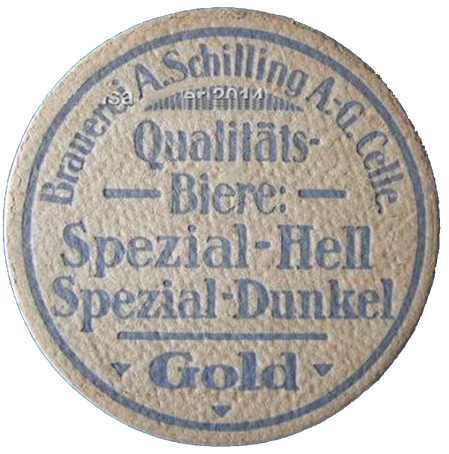 Brauerei A. Schilling A.-G. Celle.
Qualitäts-
Biere:
Spezial-Hell
Spezial-Dunkel
Gold